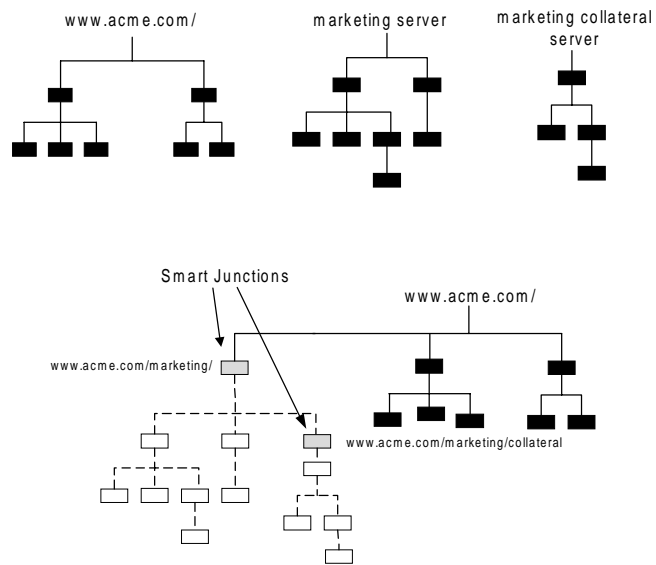 www.acme.com/
marketing server
marketing collateral
server
Smart Junctions
www.acme.com/
www.acme.com/marketing/
www.acme.com/marketing/collateral